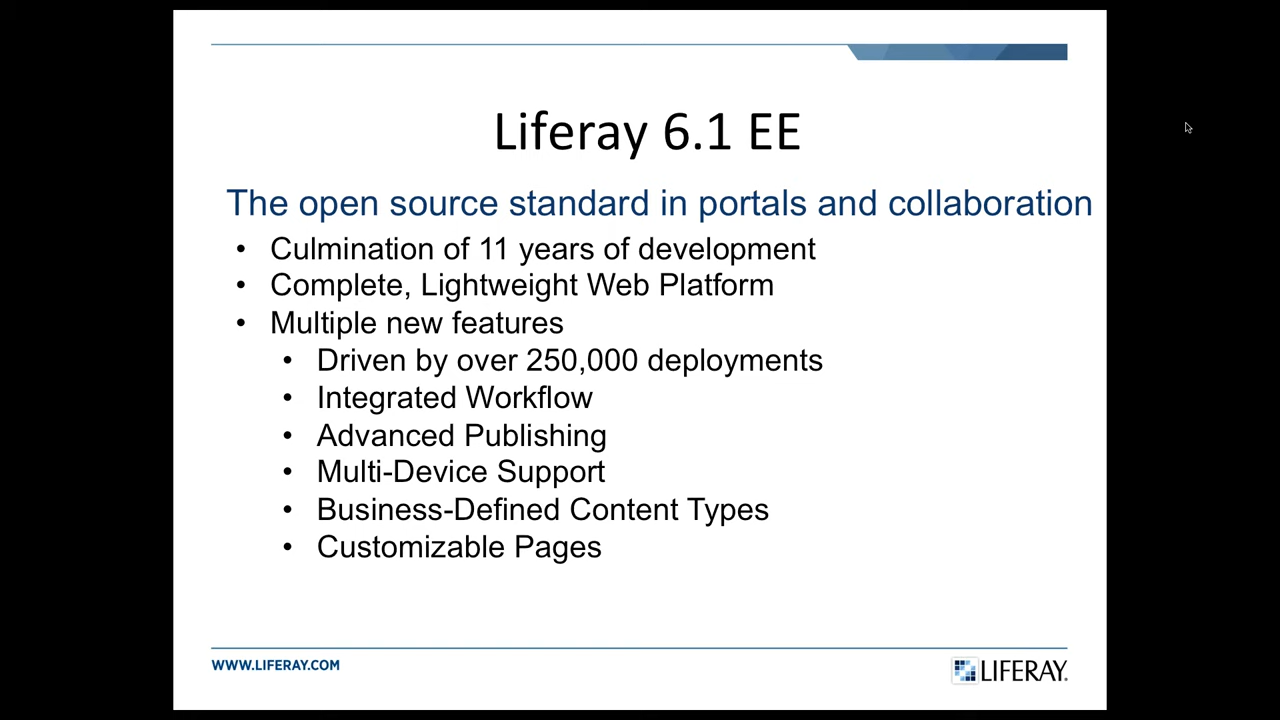 Liferay 6.1 EE
The open source standard in portals and collaboration
• Culmination of 11 years of development
• Complete, Lightweight Web Platform
• Multiple new features
• Driven by over 250,000 deployments
• Integrated Workflow
• Advanced Publishing
• Multi-Device Support
• Business-Defined Content Types
• Customizable Pages
WWW.LIFERAY.COM
LIFERAY.